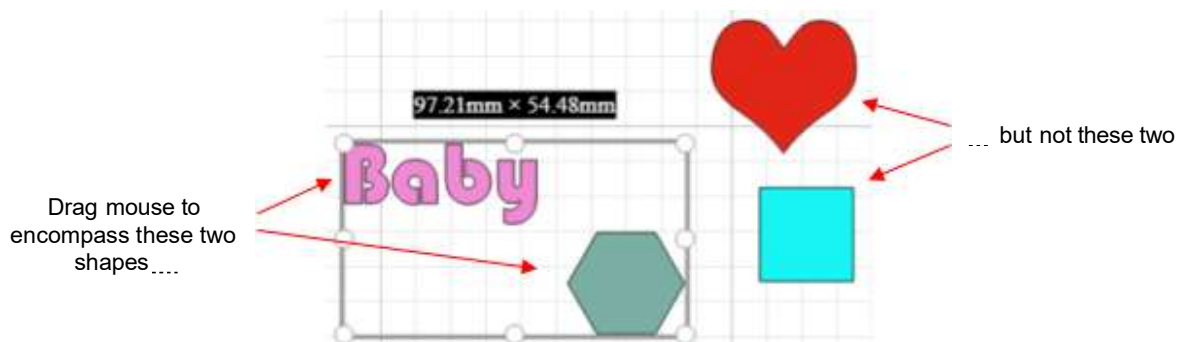 97.21mm × 54.48mm
Baby
Drag mouse to
encompass these two
shapes....
... but not these two